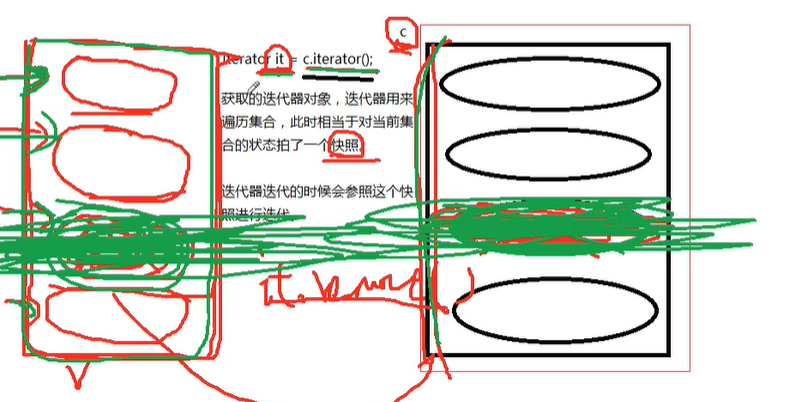 c
Iterator it = c.iterator();
获取的迭代器对象，迭代器用来
遍历集合，此时相当于对当前集
合的状态拍了一个快照。
迭代器迭代的时候会参照这个快
照进行迭代
it.